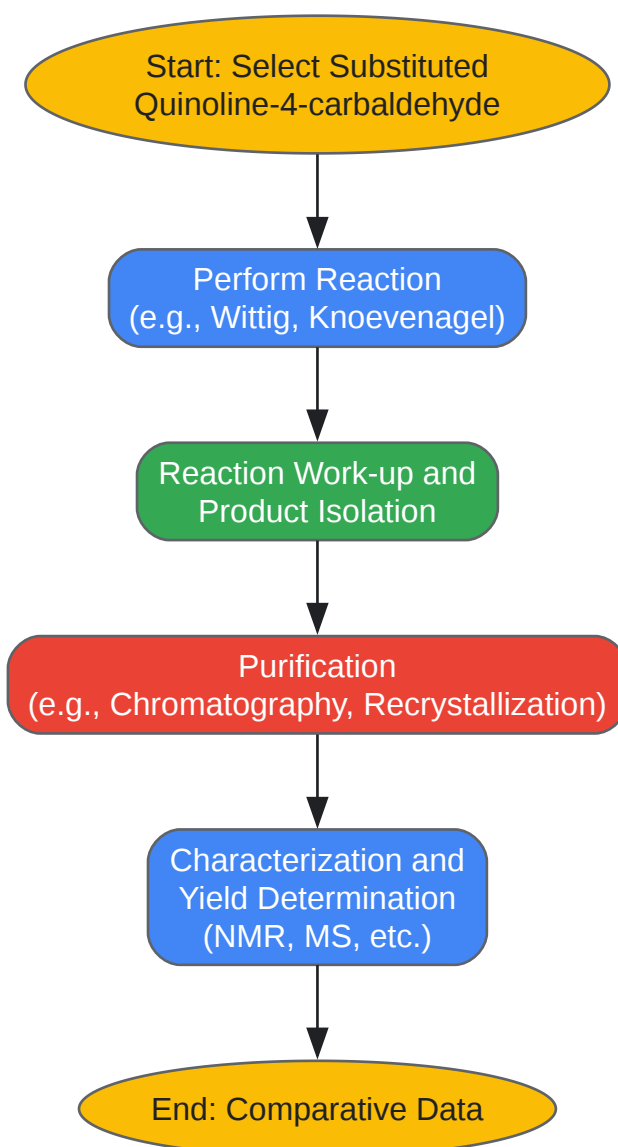 Start: Select Substituted
Quinoline-4-carbaldehyde
Perform Reaction
(e.g., Wittig, Knoevenagel)
Reaction Work-up and
Product Isolation
Purification
(e.g., Chromatography, Recrystallization)
Characterization and
Yield Determination
(NMR, MS, etc.)
End: Comparative Data